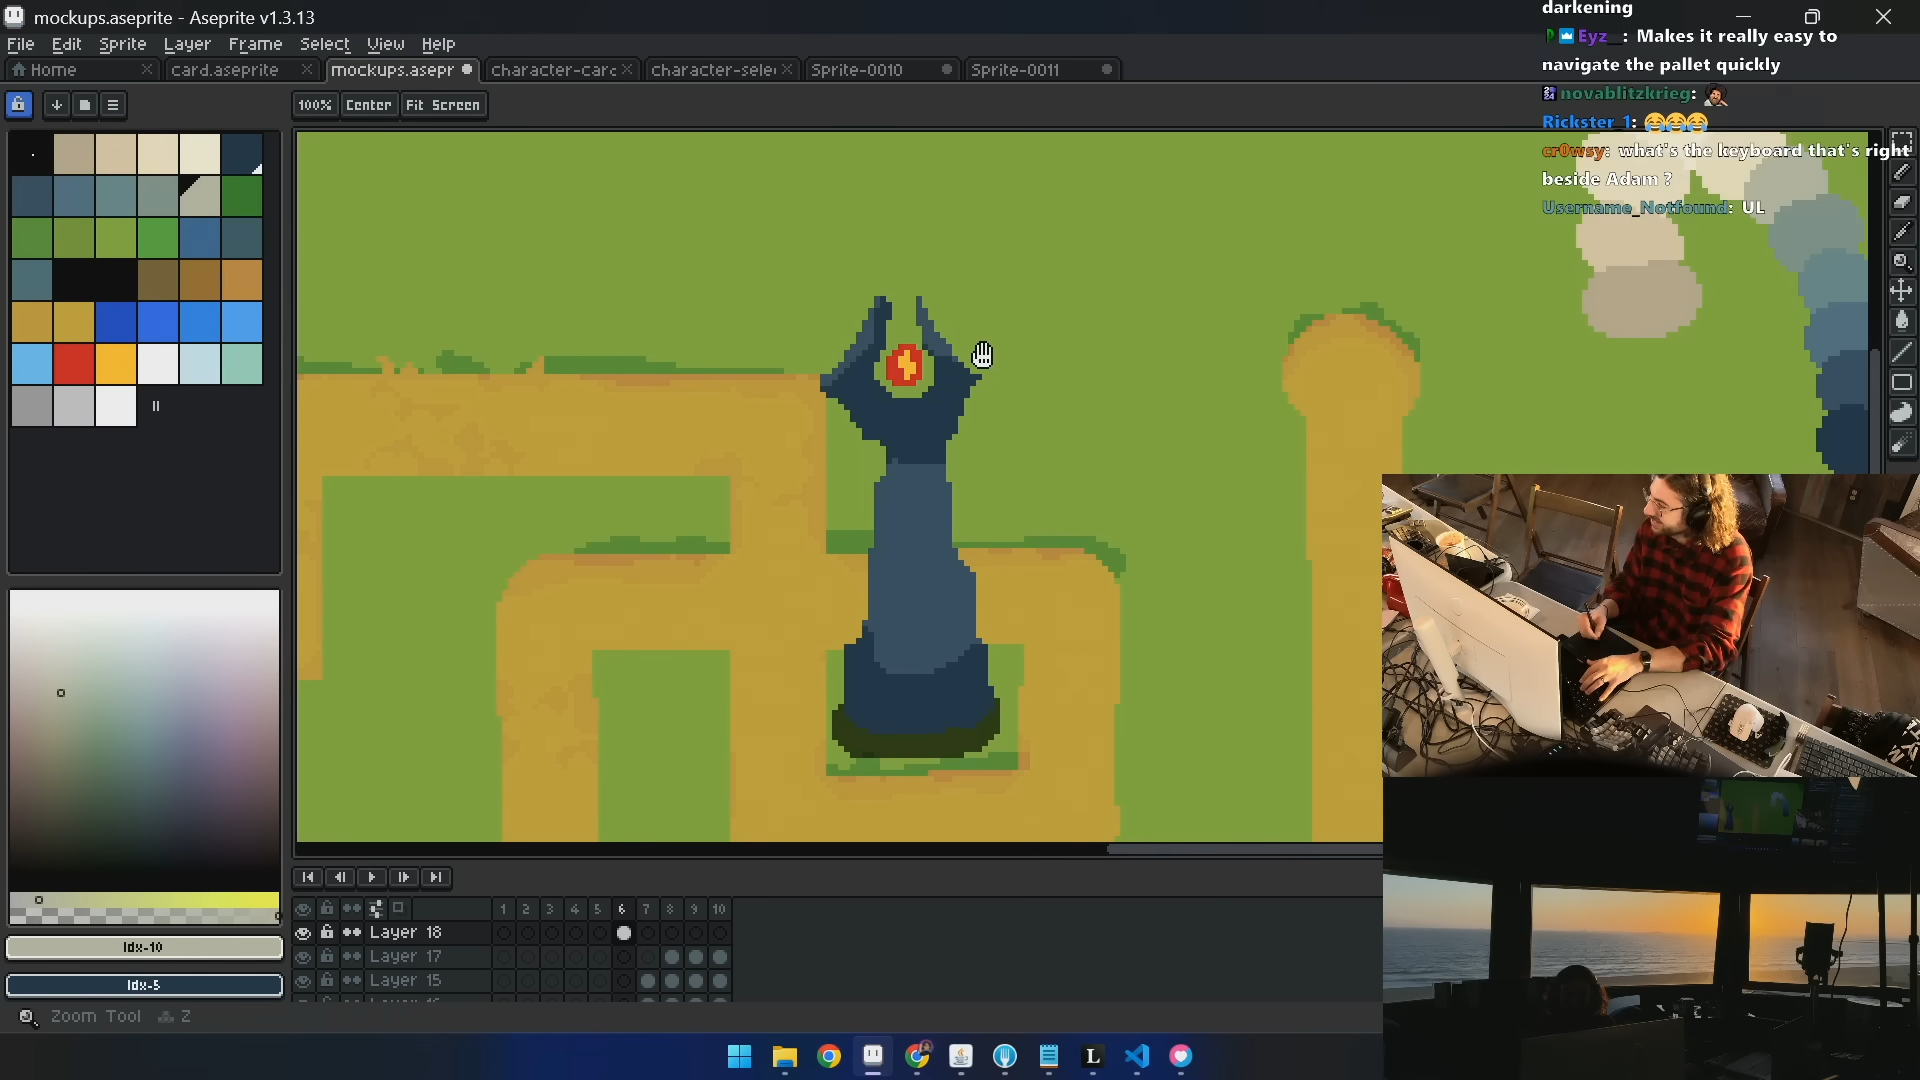 mockups.aseprite - Aseprite v1.3.13
File Edit Sprite Layer Frame Select View Help
Home card.aseprite mockups.asepr character-card character-sele Sprite-0010 Sprite-0011
100% Center Fit Screen
darkening
Eyz__: Makes it really easy to
navigate the pallet quickly
novablitzkrieg:
Rickster_1:
cr0wsy: what's the keyboard that's right
beside Adam ?
Username_Notfound: UL
1 2 3 4 5 6 7 8 9 10
Layer 18
Layer 17
Layer 15
Idx-10
Idx-5
Zoom Tool Z